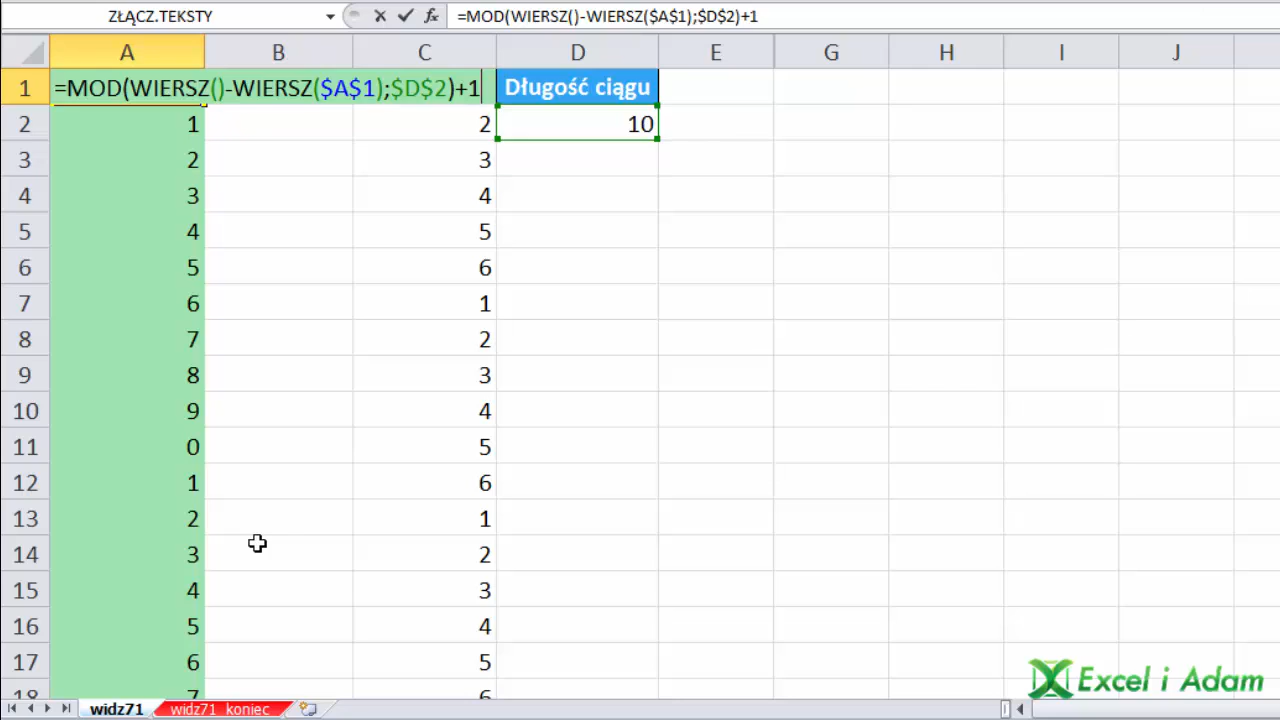 ZŁĄCZ.TEKSTY fx =MOD(WIERSZ()-WIERSZ($A$1);$D$2)+1
A B C D E F G H I J
1 =MOD(WIERSZ()-WIERSZ($A$1);$D$2)+1 Długość ciągu
2 1 2 10
3 2 3
4 3 4
5 4 5
6 5 6
7 6 1
8 7 2
9 8 3
10 9 4
11 0 5
12 1 6
13 2 1
14 3 2
15 4 3
16 5 4
17 6 5
18 7 6
Excel i Adam
widz71 widz71_koniec